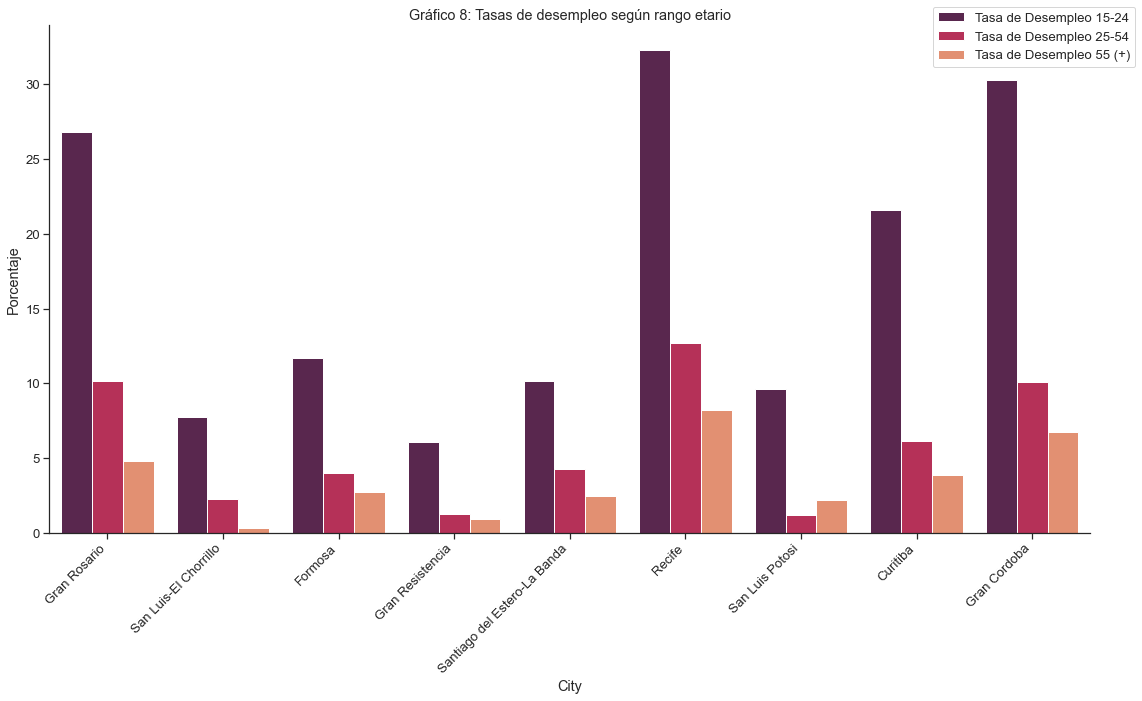 Gráfico 8: Tasas de desempleo según rango etario
Tasa de Desempleo 15-24
Tasa de Desempleo 25-54
Tasa de Desempleo 55 (+)
Porcentaje
30
25
20
15
10
5
0
Gran Rosario
San Luis-El Chorrillo
Formosa
Gran Resistencia
Santiago del Estero-La Banda
Recife
San Luis Potosi
Curitiba
Gran Cordoba
City